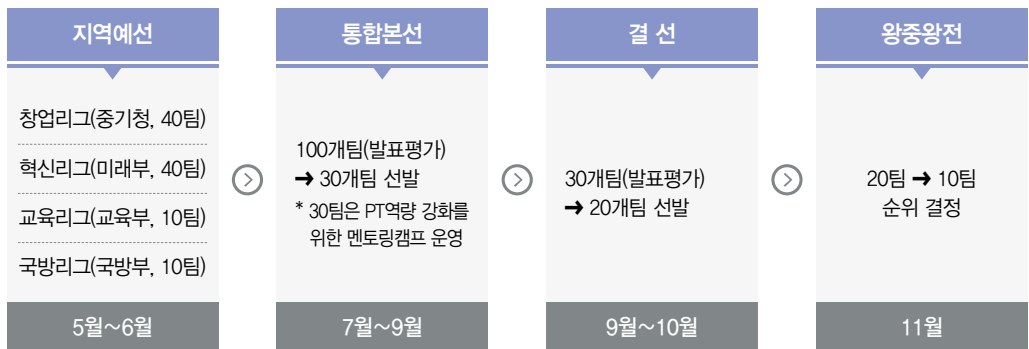 지역예선
창업리그(중기청, 40팀)
혁신리그(미래부, 40팀)
교육리그(교육부, 10팀)
국방리그(국방부, 10팀)
5월~6월
통합본선
100개팀(발표평가)
➜ 30개팀 선발
* 30팀은 PT역량 강화를
위한 멘토링캠프 운영
7월~9월
결 선
30개팀(발표평가)
➜ 20개팀 선발
9월~10월
왕중왕전
20팀 ➜ 10팀
순위 결정
11월